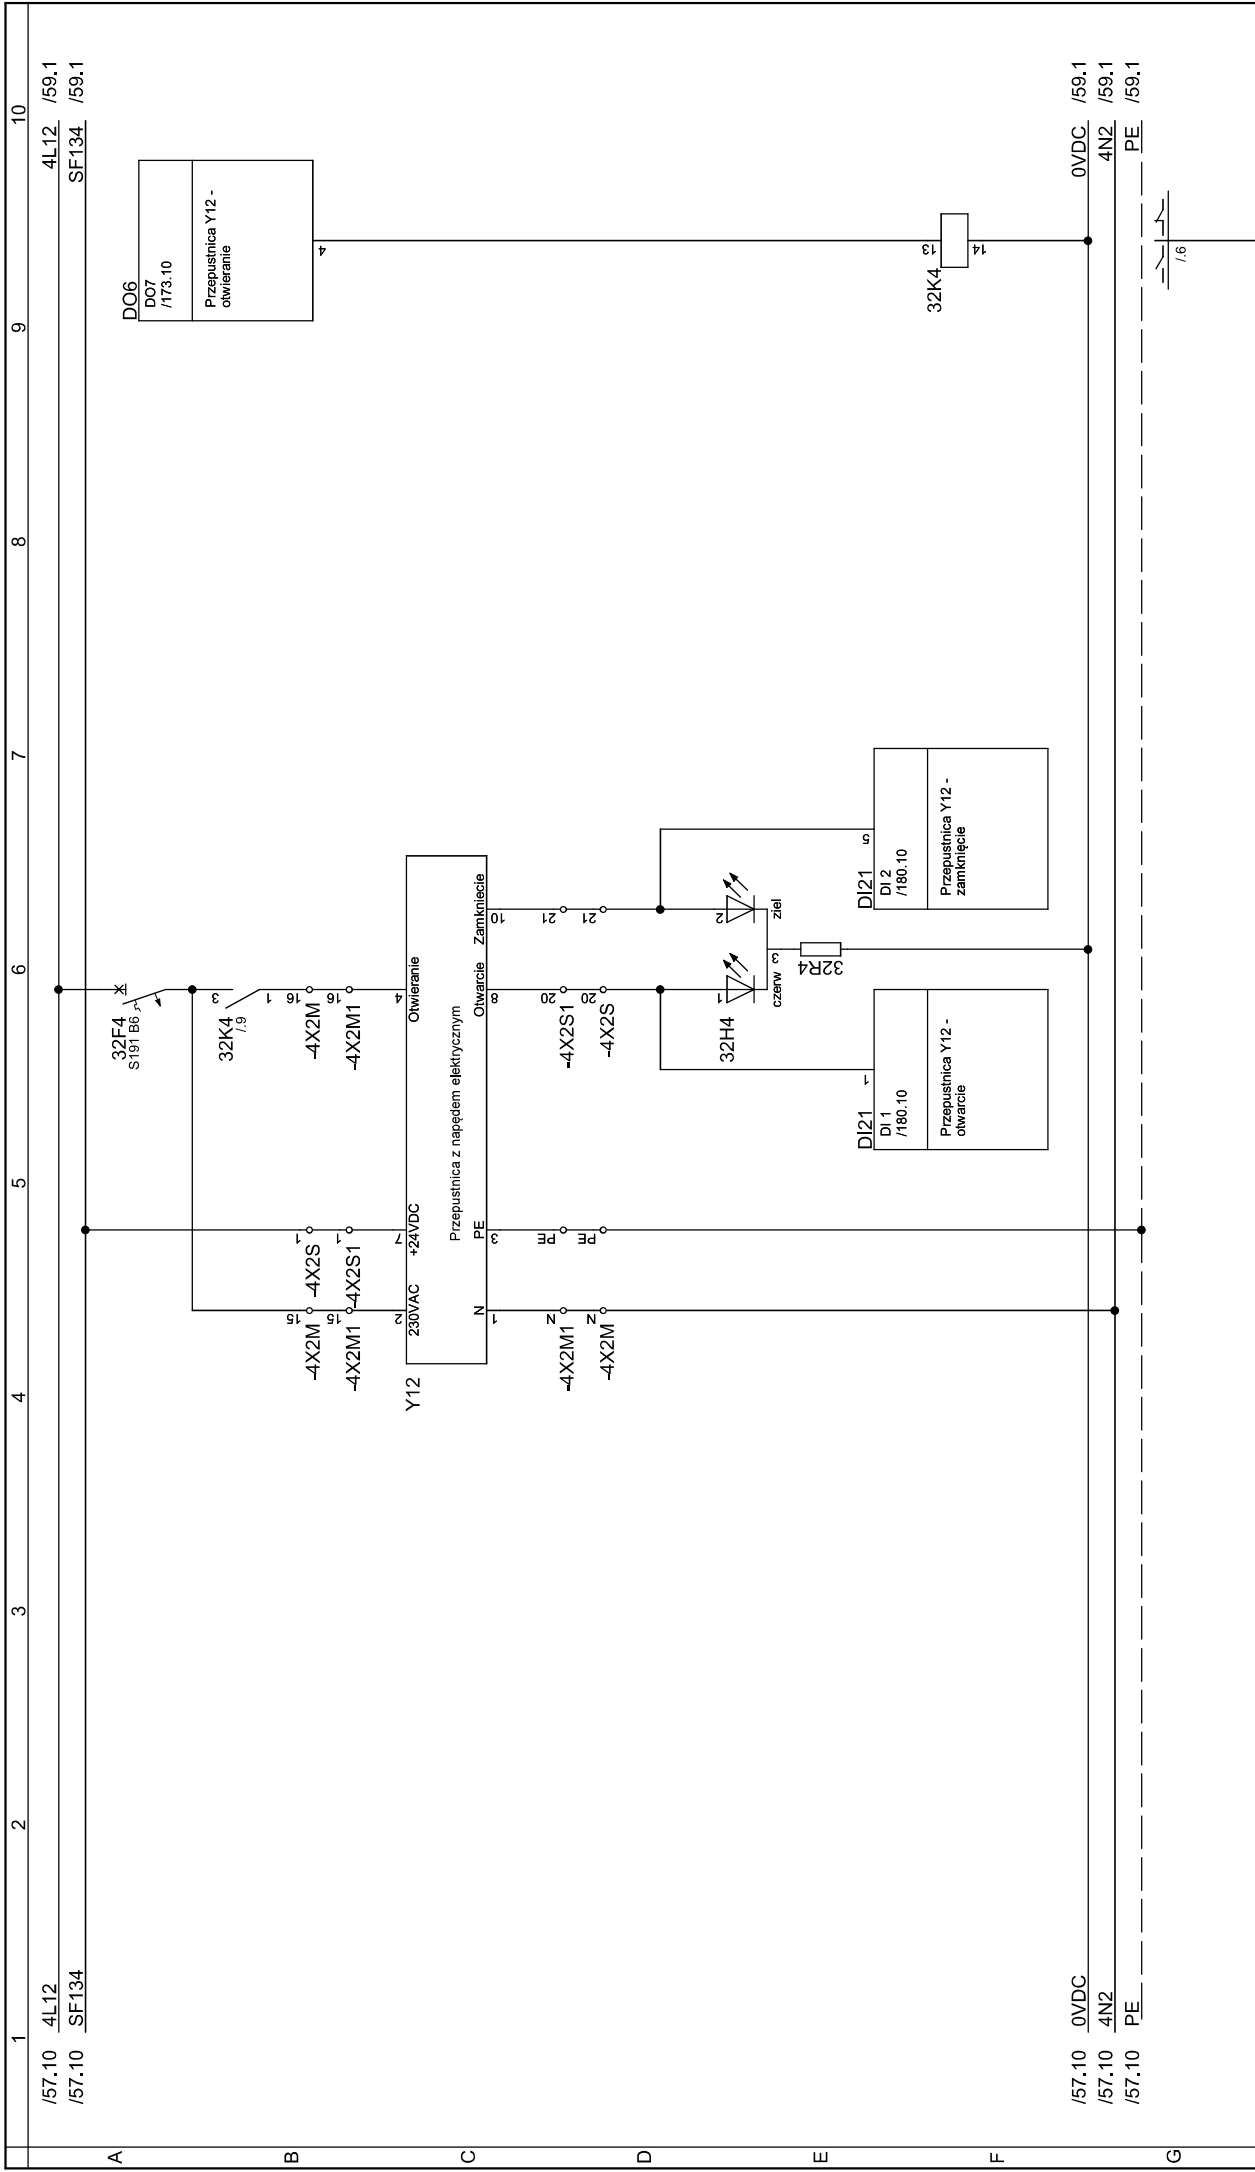 1 2 3 4 5 6 7 8 9 10
/57.10 4L12 4L12 /59.1
/57.10 SF134 SF134 /59.1
A
B
C
D
E
F
G
32F4
S191 B6
DO6
DO7
/173.10
Przepustnica Y12 -
otwieranie
4
32K4
/.9
3
1
15 1 16
-4X2M -4X2S -4X2M
15 1 16
-4X2M1 -4X2S1 -4X2M1
2 7 4
Y12
230VAC +24VDC Otwieranie
Przepustnica z napędem elektrycznym
N PE Otwarcie Zamkniecie
1 3 8 10
N PE 20 21
-4X2M1 -4X2S1
N PE 20 21
-4X2M -4X2S
32H4
1 2
czerw 3 ziel
32R4
1 5
DI21
DI 1
/180.10
Przepustnica Y12 -
otwarcie
DI21
DI 2
/180.10
Przepustnica Y12 -
zamknięcie
32K4
13
14
/57.10 0VDC 0VDC /59.1
/57.10 4N2 4N2 /59.1
/57.10 PE PE /59.1
/.6